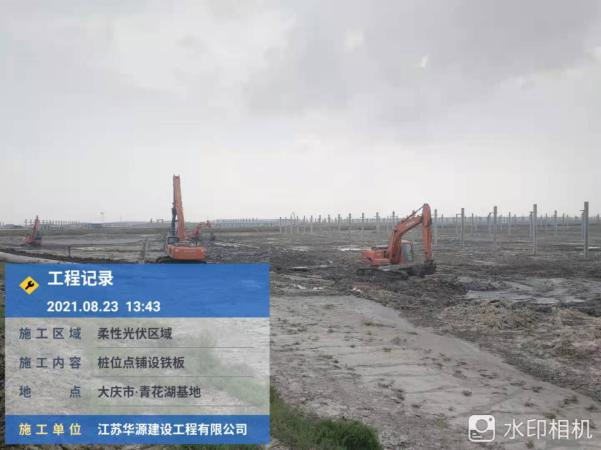 工程记录
2021.08.23 13:43
施工区域 柔性光伏区域
施工内容 桩位点铺设铁板
地点 大庆市·青花湖基地
施工单位 江苏华源建设工程有限公司
水印相机